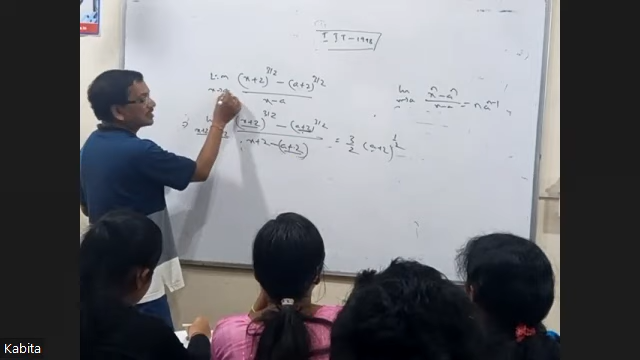 IIT-1998
lim (x+2)^3/2 - (a+2)^3/2
x→a x-a
lim x^n - a^n
x→a x-a = n a^n-1
⇒ (x+2)^3/2 - (a+2)^3/2
x+2-(a+2) = 3/2 (a+2)^1/2
Kabita